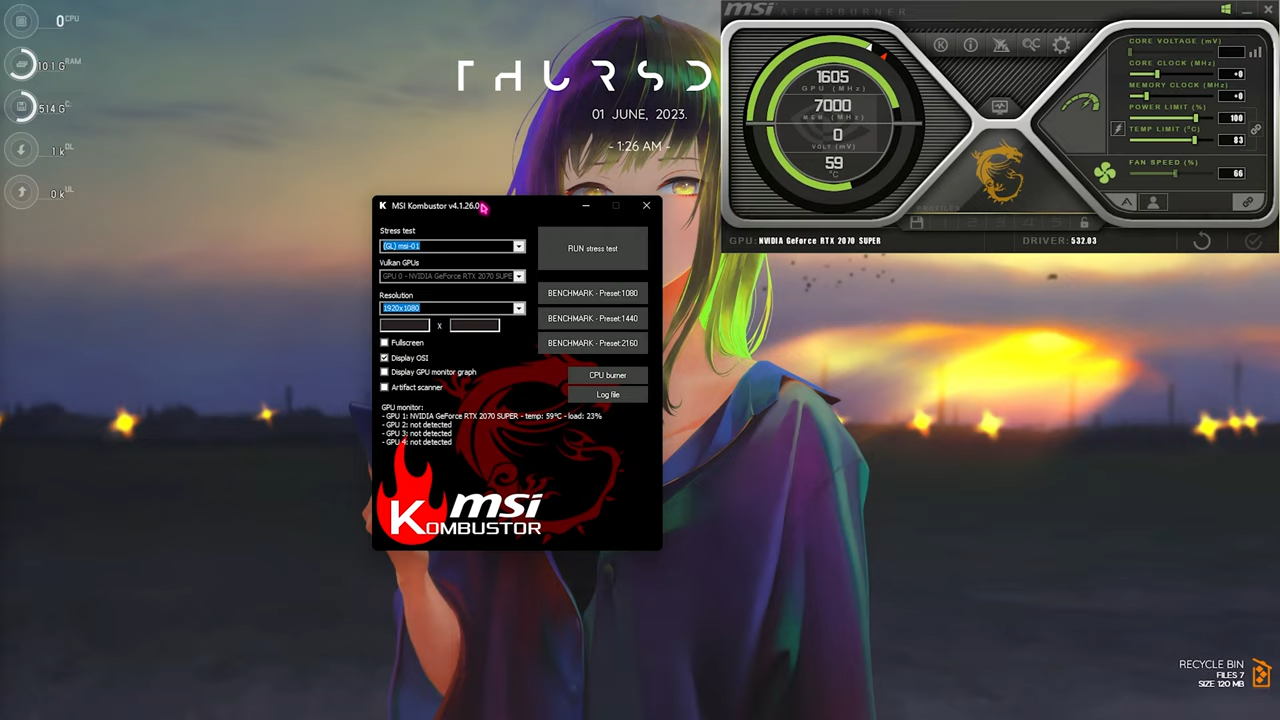 0 CPU
10.1 G RAM
514 G C:
1 k DL
0 k UL
THURSD
01 JUNE, 2023.
- 1:26 AM -
K MSI Kombustor v4.1.26.0
Stress test
(GL) msi-01
Vulkan GPUs
GPU 0 - NVIDIA GeForce RTX 2070 SUPE
Resolution
1920x1080
X
Fullscreen
Display OSI
Display GPU monitor graph
Artifact scanner
RUN stress test
BENCHMARK - Preset:1080
BENCHMARK - Preset:1440
BENCHMARK - Preset:2160
CPU burner
Log file
GPU monitor:
- GPU 1: NVIDIA GeForce RTX 2070 SUPER - temp: 59°C - load: 23%
- GPU 2: not detected
- GPU 3: not detected
- GPU 4: not detected
msi
KOMBUSTOR
msi AFTERBURNER
1605
GPU (MHz)
7000
MEM (MHz)
0
VOLT (mV)
59
°C
CORE VOLTAGE (mV)
CORE CLOCK (MHz)
+0
MEMORY CLOCK (MHz)
+0
POWER LIMIT (%)
100
TEMP LIMIT (°C)
83
FAN SPEED (%)
66
PROFILES
1 2 3 4 5
GPU: NVIDIA GeForce RTX 2070 SUPER
DRIVER: 532.03
RECYCLE BIN
FILES 7
SIZE 120 MB